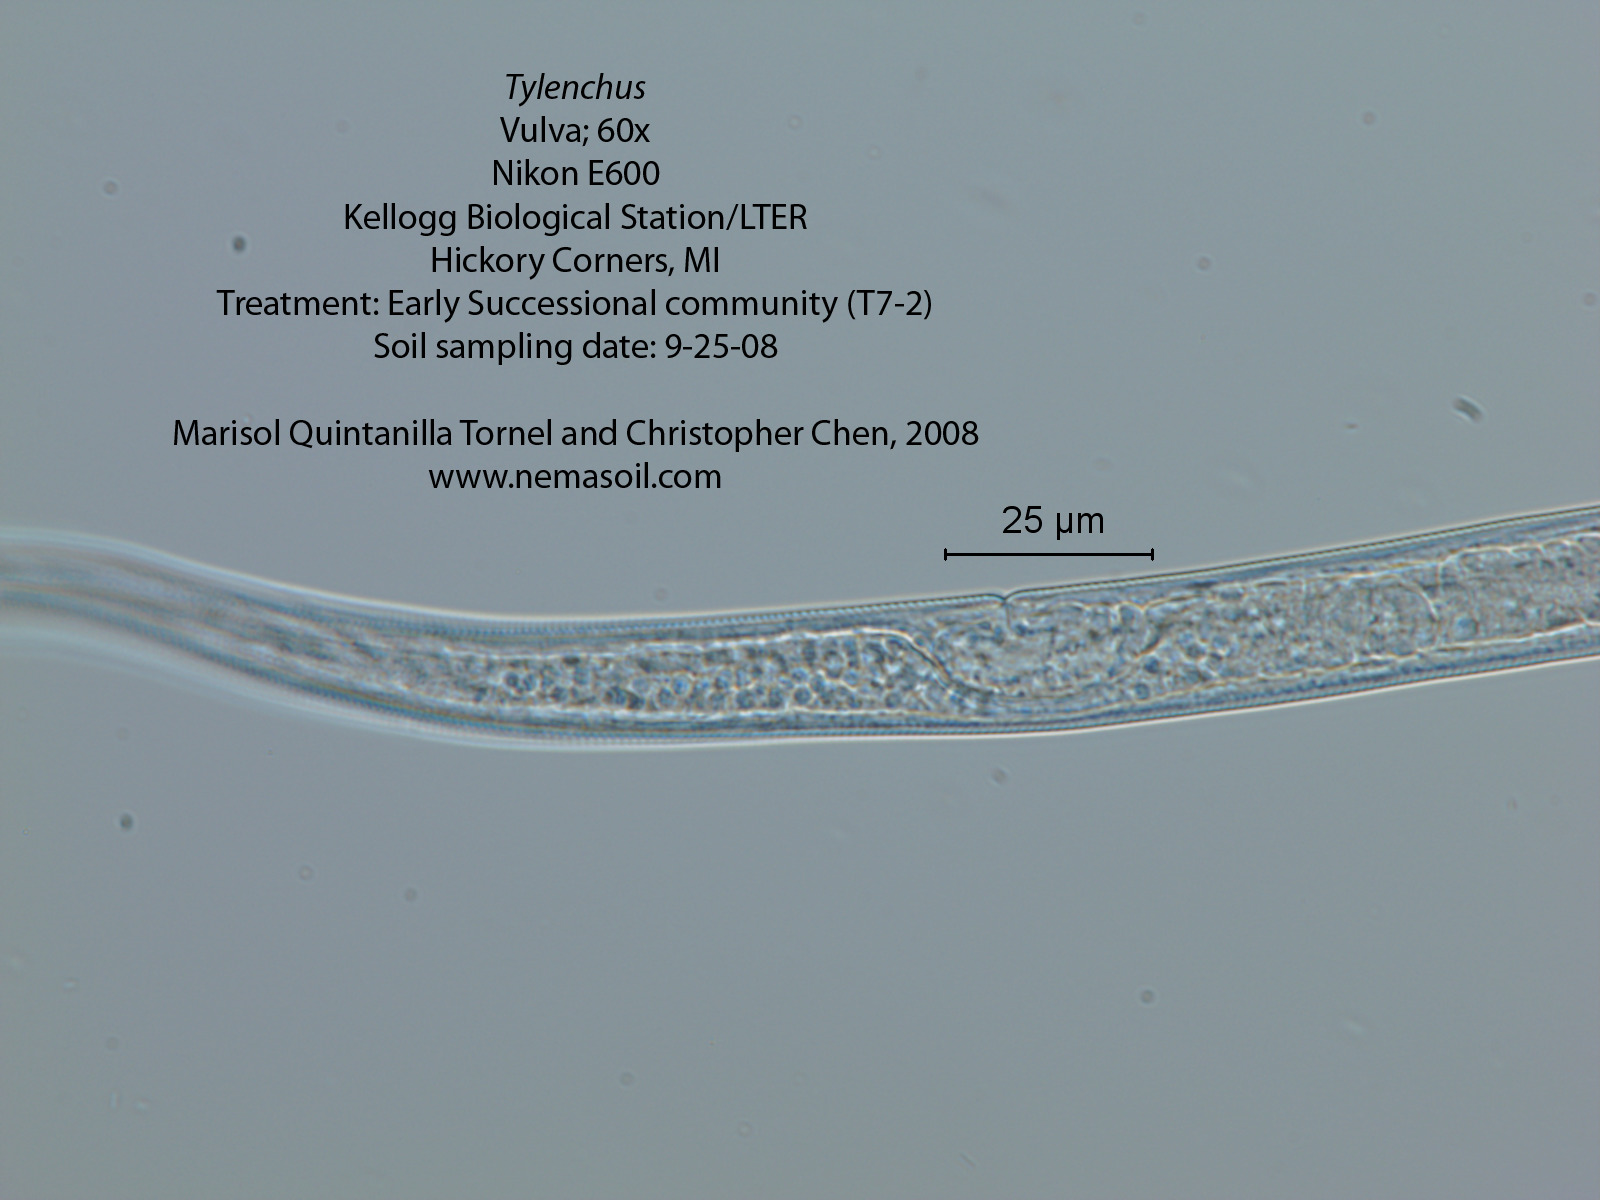 Tylenchus
Vulva; 60x
Nikon E600
Kellogg Biological Station/LTER
Hickory Corners, MI
Treatment: Early Successional community (T7-2)
Soil sampling date: 9-25-08
Marisol Quintanilla Tornel and Christopher Chen, 2008
www.nemasoil.com
25 µm